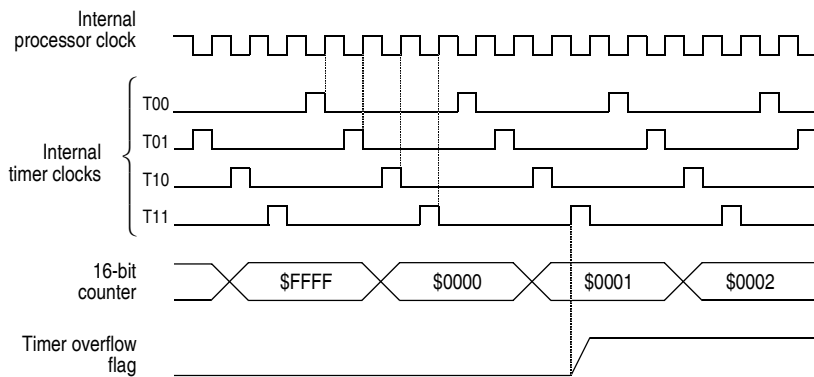 Internal
processor clock
T00
T01
Internal
timer clocks
T10
T11
16-bit
counter
$FFFF
$0000
$0001
$0002
Timer overflow
flag